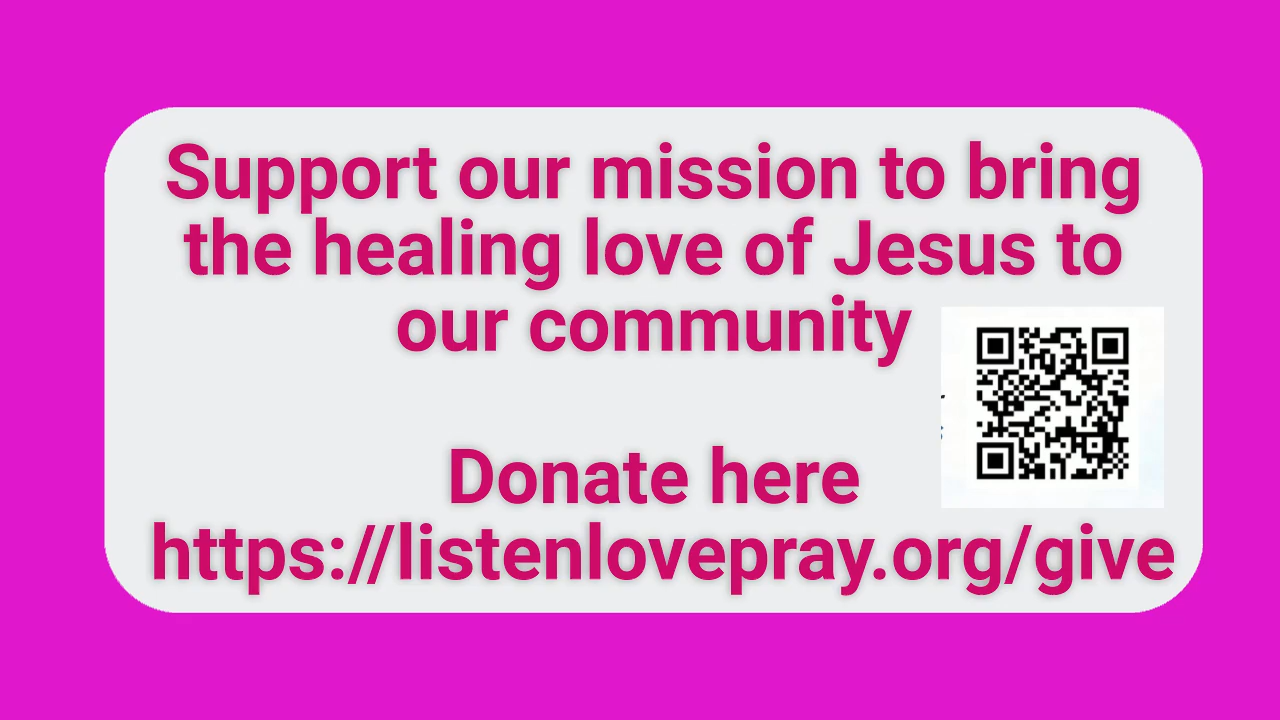 Support our mission to bring
the healing love of Jesus to
our community
Donate here
https://listenlovepray.org/give